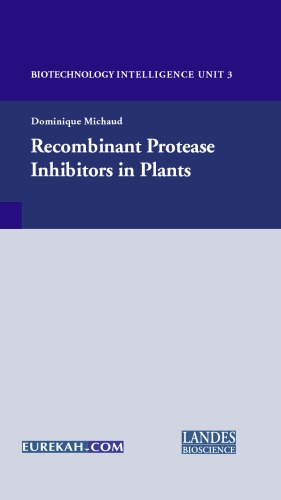 BIOTECHNOLOGY INTELLIGENCE UNIT 3
Dominique Michaud
Recombinant Protease
Inhibitors in Plants
EUREKAH.COM
LANDES
BIOSCIENCE